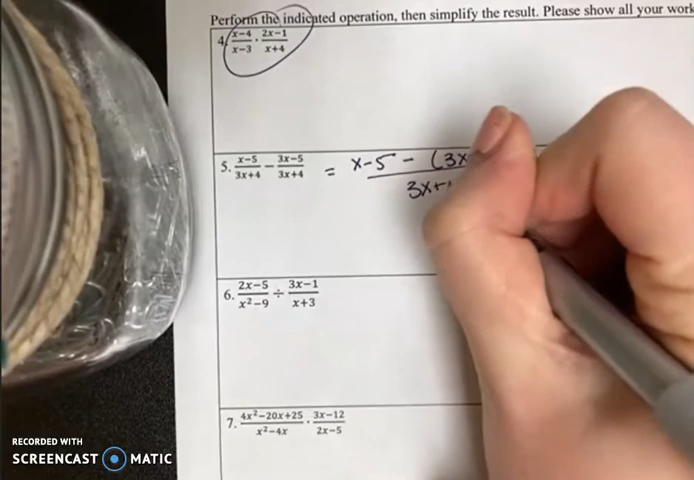 Perform the indicated operation, then simplify the result. Please show all your work
4. x−4/x−3 · 2x−1/x+4
5. x−5/3x+4 − 3x−5/3x+4 = x-5 - (3x / 3x+
6. 2x−5/x²−9 ÷ 3x−1/x+3
7. 4x²−20x+25/x²−4x · 3x−12/2x−5
RECORDED WITH
SCREENCAST MATIC